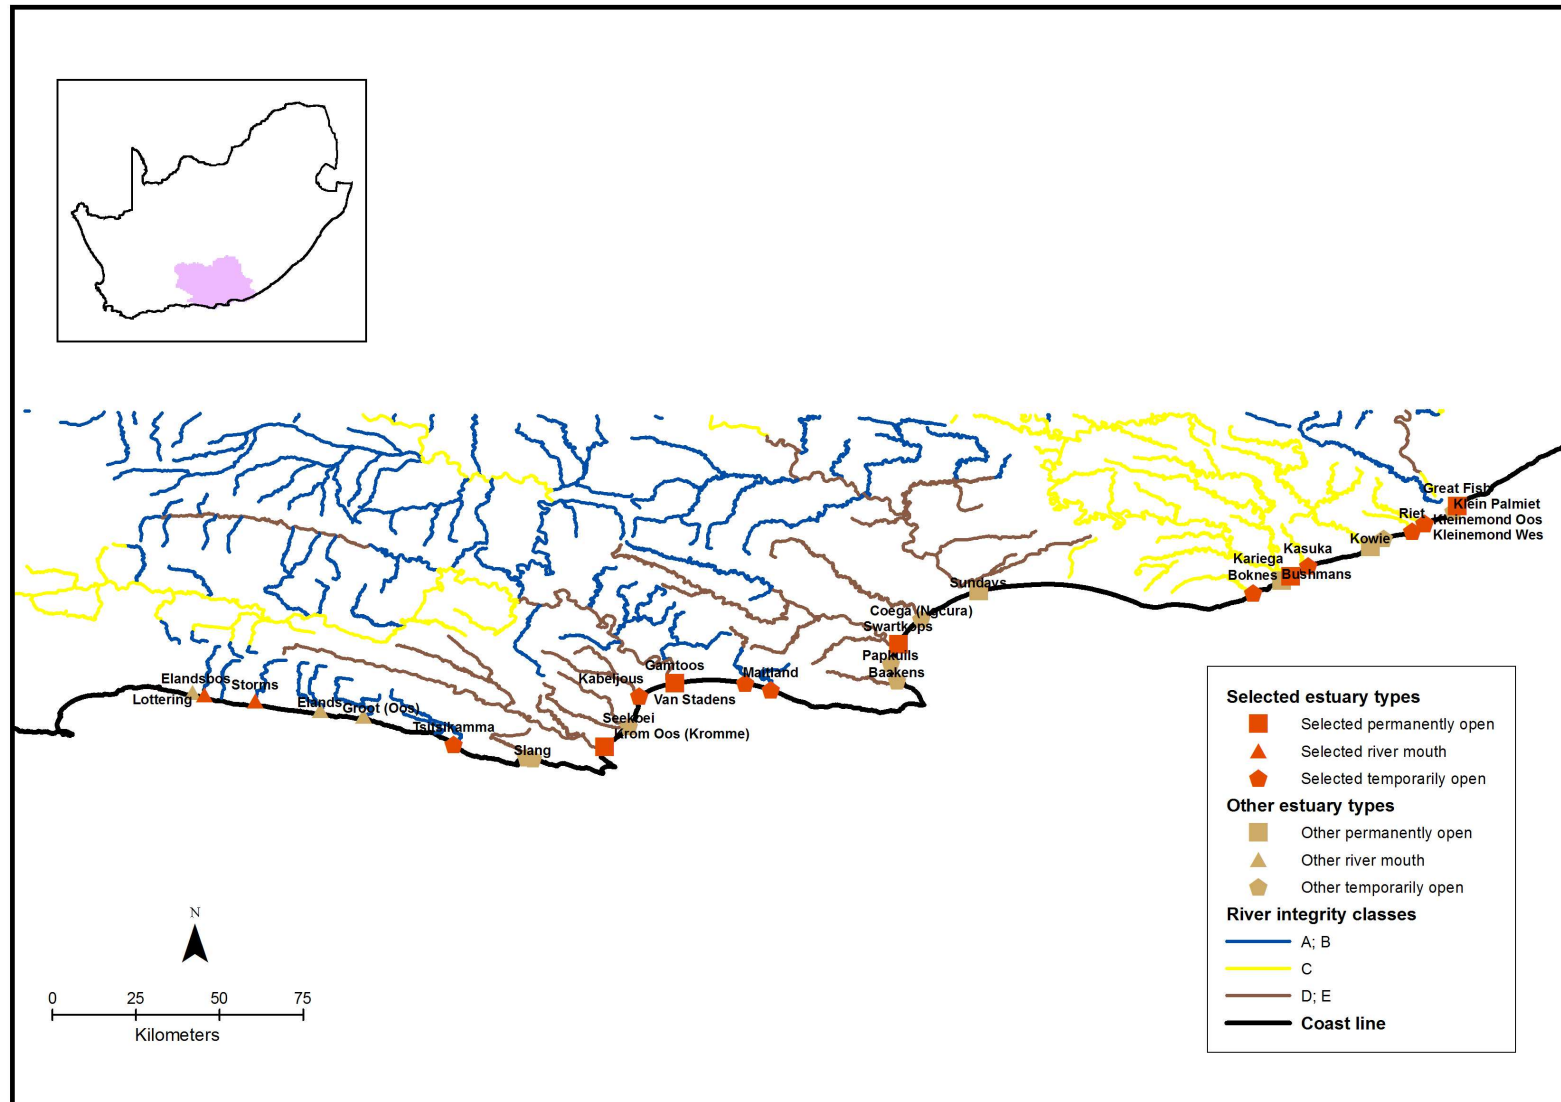 Great Fish
Klein Palmiet
Riet
Kleinemond Oos
Kleinemond Wes
Kowie
Kasuka
Kariega
Boknes
Bushmans
Sundays
Coega (Ngcura)
Swartkops
Papkuils
Baakens
Maitland
Gamtoos
Kabeljous
Van Stadens
Seekoei
Krom Oos (Kromme)
Elandsbos
Lottering
Storms
Elands
Groot (Oos)
Tsitsikamma
Slang
Selected estuary types
Selected permanently open
Selected river mouth
Selected temporarily open
Other estuary types
Other permanently open
Other river mouth
Other temporarily open
River integrity classes
A; B
C
D; E
Coast line
N
0 25 50 75
Kilometers